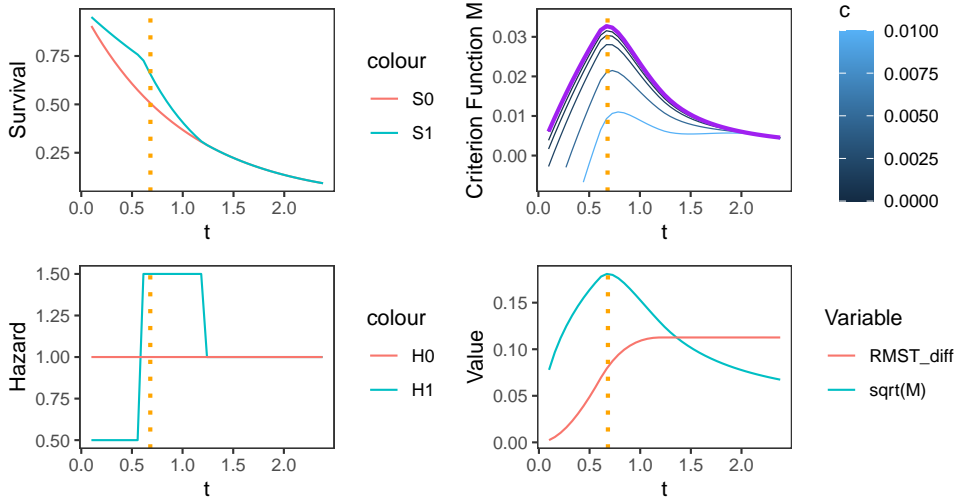 Survival
0.75
0.50
0.25
0.0 0.5 1.0 1.5 2.0
t
colour
S0
S1
Criterion Function M
0.03
0.02
0.01
0.00
0.0 0.5 1.0 1.5 2.0
t
c
0.0100
0.0075
0.0050
0.0025
0.0000
Hazard
1.50
1.25
1.00
0.75
0.50
0.0 0.5 1.0 1.5 2.0
t
colour
H0
H1
Value
0.15
0.10
0.05
0.00
0.0 0.5 1.0 1.5 2.0
t
Variable
RMST_diff
sqrt(M)